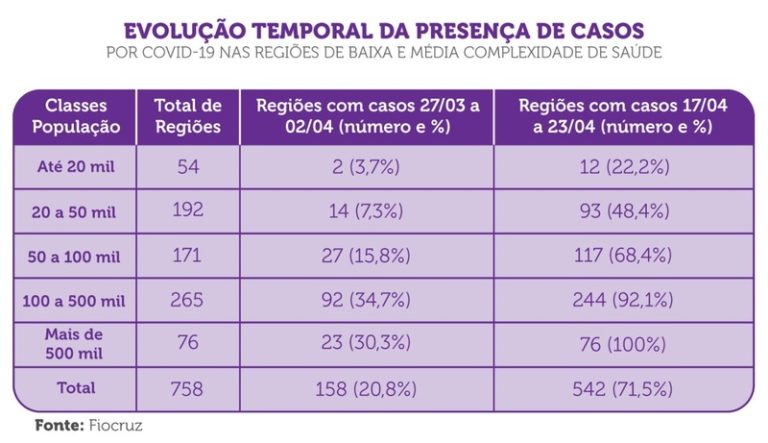 EVOLUÇÃO TEMPORAL DA PRESENÇA DE CASOS
POR COVID-19 NAS REGIÕES DE BAIXA E MÉDIA COMPLEXIDADE DE SAÚDE
Classes População Total de Regiões Regiões com casos 27/03 a 02/04 (número e %) Regiões com casos 17/04 a 23/04 (número e %)
Até 20 mil 54 2 (3,7%) 12 (22,2%)
20 a 50 mil 192 14 (7,3%) 93 (48,4%)
50 a 100 mil 171 27 (15,8%) 117 (68,4%)
100 a 500 mil 265 92 (34,7%) 244 (92,1%)
Mais de 500 mil 76 23 (30,3%) 76 (100%)
Total 758 158 (20,8%) 542 (71,5%)
Fonte: Fiocruz